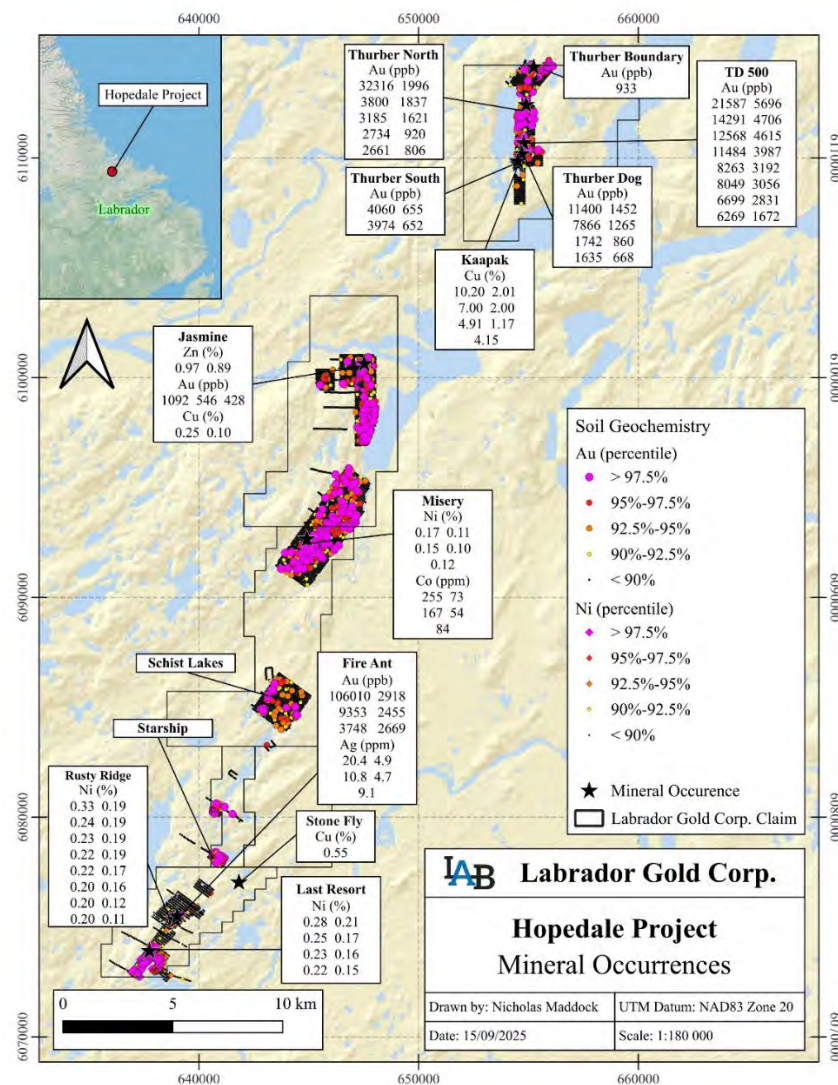 640000 650000 660000
Hopedale Project
Labrador
Thurber North
Au (ppb)
32316 1996
3800 1837
3185 1621
2734 920
2661 806
Thurber Boundary
Au (ppb)
933
TD 500
Au (ppb)
21587 5696
14291 4706
12568 4615
11484 3987
8263 3192
8049 3056
6699 2831
6269 1672
6110000
6110000
Thurber South
Au (ppb)
4060 655
3974 652
Thurber Dog
Au (ppb)
11400 1452
7866 1265
1742 860
1635 668
Kaapak
Cu (%)
10.20 2.01
7.00 2.00
4.91 1.17
4.15
Jasmine
Zn (%)
0.97 0.89
Au (ppb)
1092 546 428
Cu (%)
0.25 0.10
6100000
6100000
Misery
Ni (%)
0.17 0.11
0.15 0.10
0.12
Co (ppm)
255 73
167 54
84
Soil Geochemistry
Au (percentile)
> 97.5%
95%-97.5%
92.5%-95%
90%-92.5%
< 90%
Ni (percentile)
> 97.5%
95%-97.5%
92.5%-95%
90%-92.5%
< 90%
Mineral Occurence
Labrador Gold Corp. Claim
6090000
6090000
Schist Lakes
Fire Ant
Au (ppb)
106010 2918
9353 2455
3748 2669
Ag (ppm)
20.4 4.9
10.8 4.7
9.1
Starship
Rusty Ridge
Ni (%)
0.33 0.19
0.24 0.19
0.23 0.19
0.22 0.19
0.22 0.17
0.20 0.16
0.20 0.12
0.20 0.11
Stone Fly
Cu (%)
0.55
6080000
6080000
Last Resort
Ni (%)
0.28 0.21
0.25 0.17
0.23 0.16
0.22 0.15
LAB Labrador Gold Corp.
Hopedale Project
Mineral Occurrences
Drawn by: Nicholas Maddock
UTM Datum: NAD83 Zone 20
Date: 15/09/2025
Scale: 1:180 000
0 5 10 km
6070000
6070000
640000 650000 660000